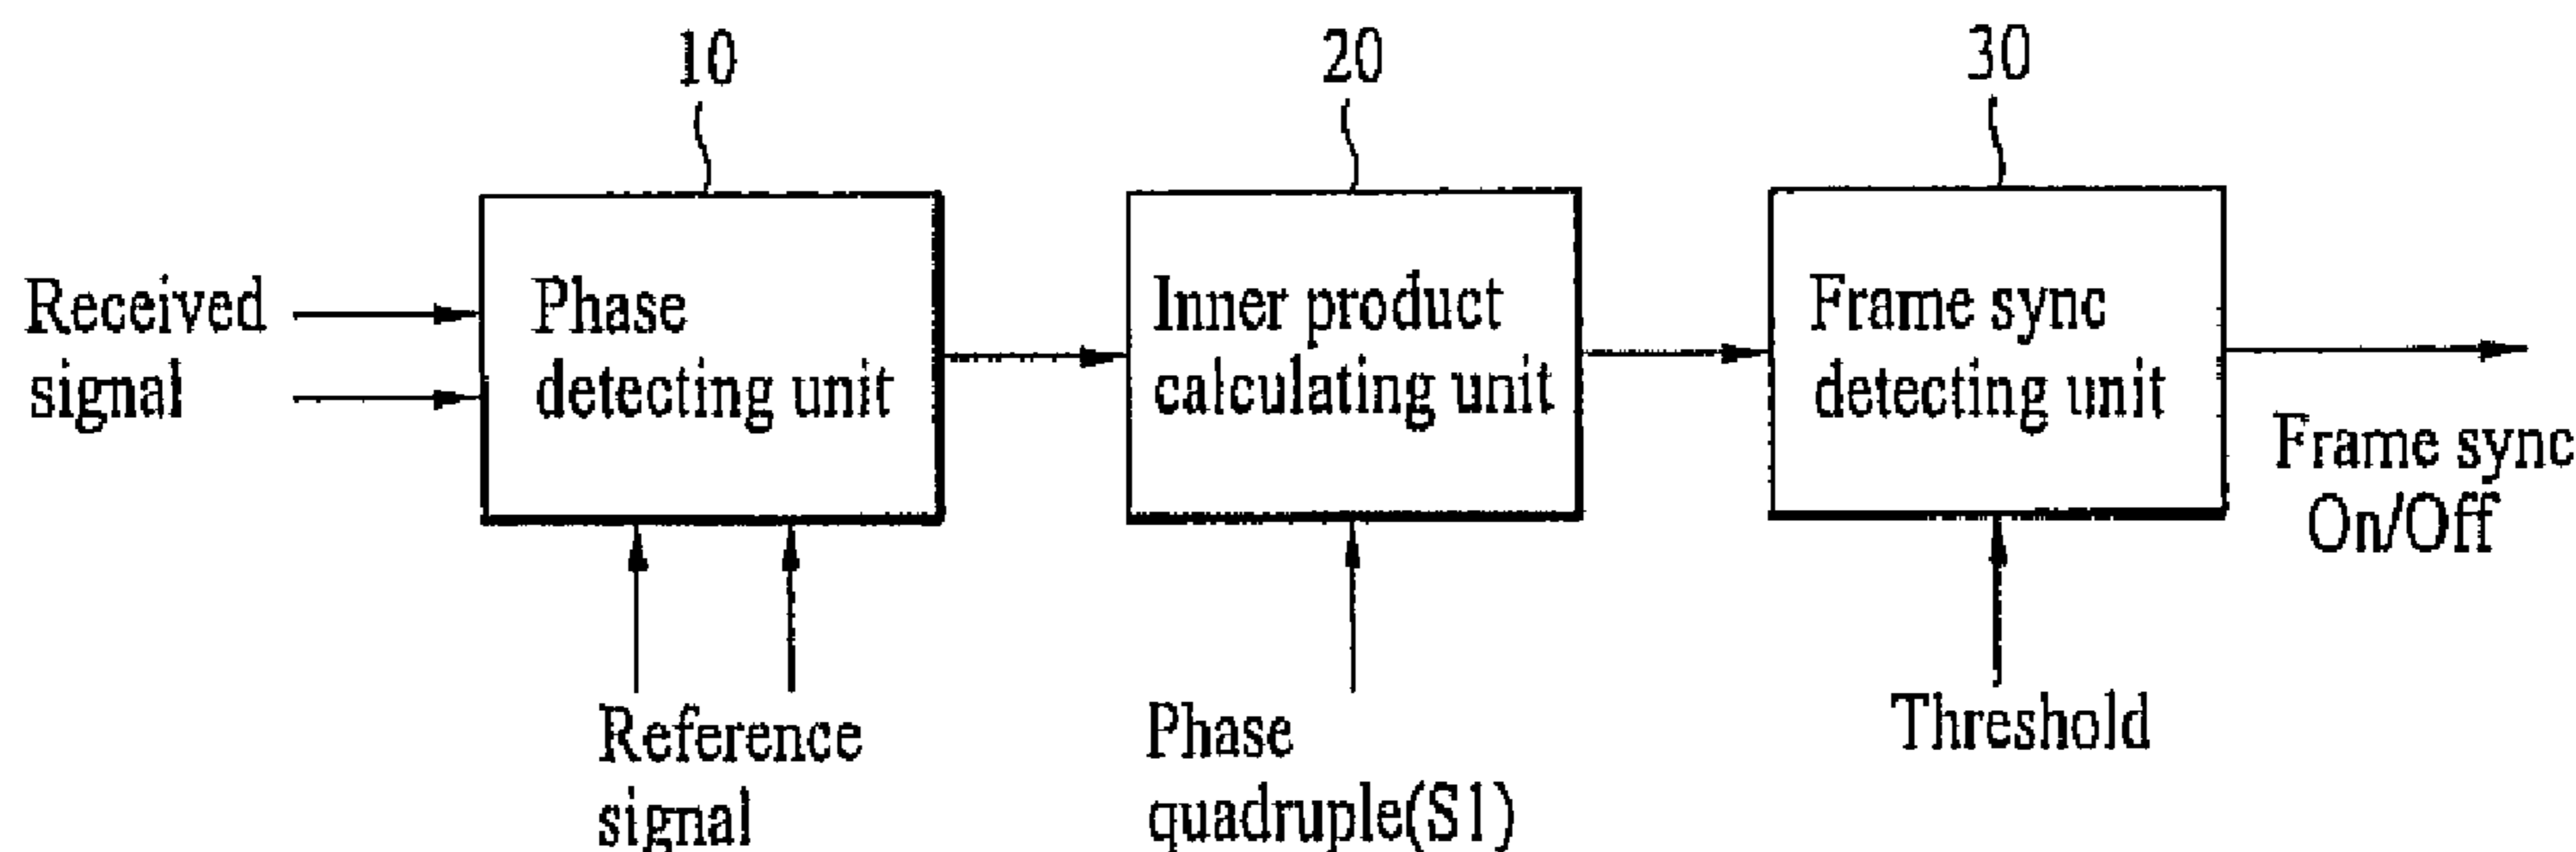 10
20
30
Received
signal
Phase
detecting unit
Inner product
calculating unit
Frame sync
detecting unit
Frame sync
On/Off
Reference
signal
Phase
quadruple(S1)
Threshold